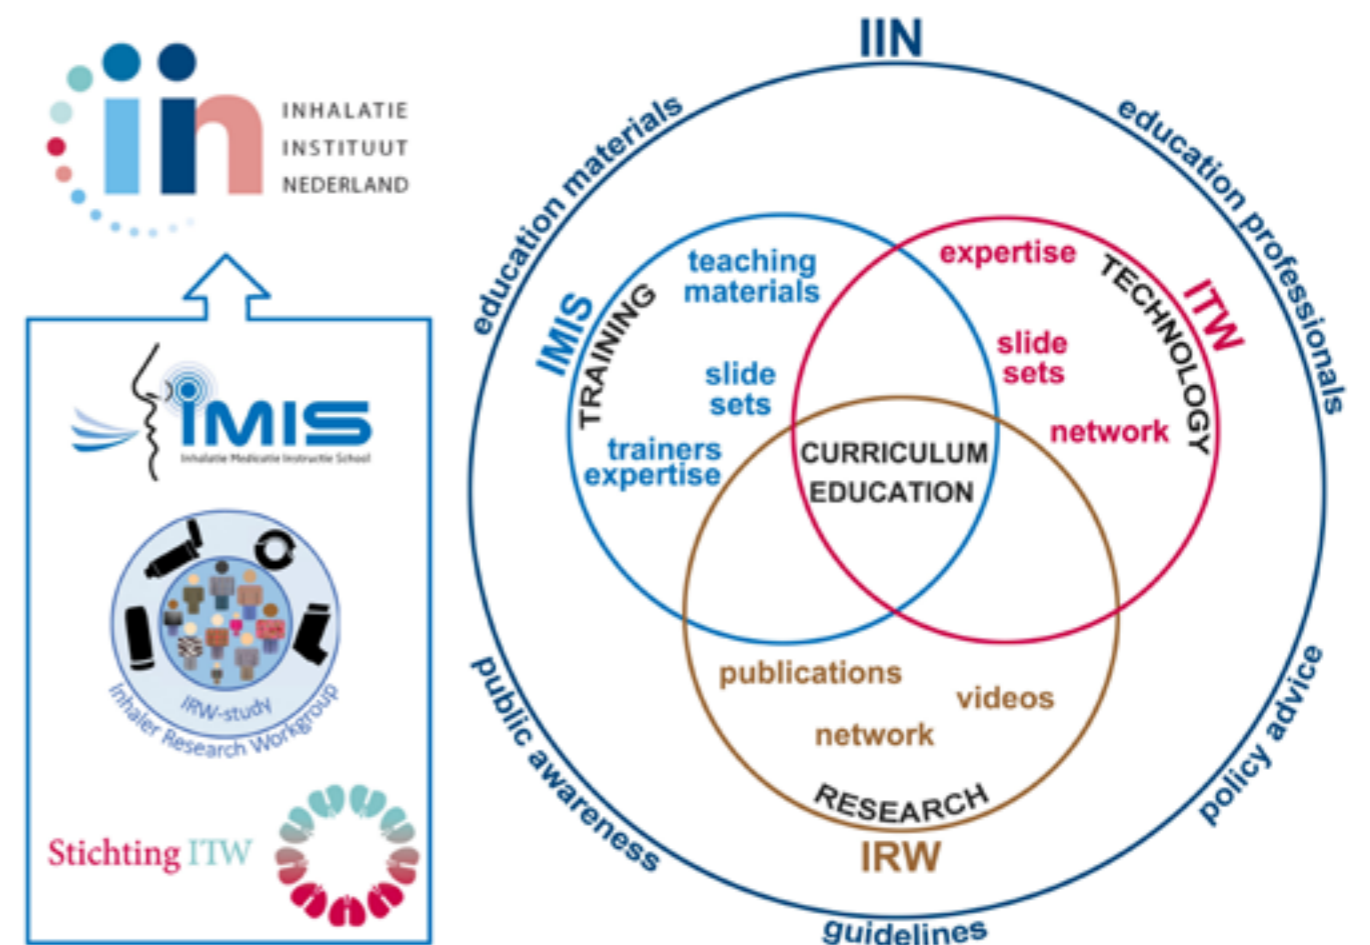 iin
INHALATIE
INSTITUUT
NEDERLAND
iMIS
Inhalatie Medicatie Instructie School
IRW-study
Inhaler Research Workgroup
Stichting ITW
IIN
education materials
education professionals
public awareness
policy advice
guidelines
IMIS
TRAINING
teaching
materials
slide
sets
trainers
expertise
expertise
TECHNOLOGY
ITW
slide
sets
network
CURRICULUM
EDUCATION
publications
videos
network
RESEARCH
IRW